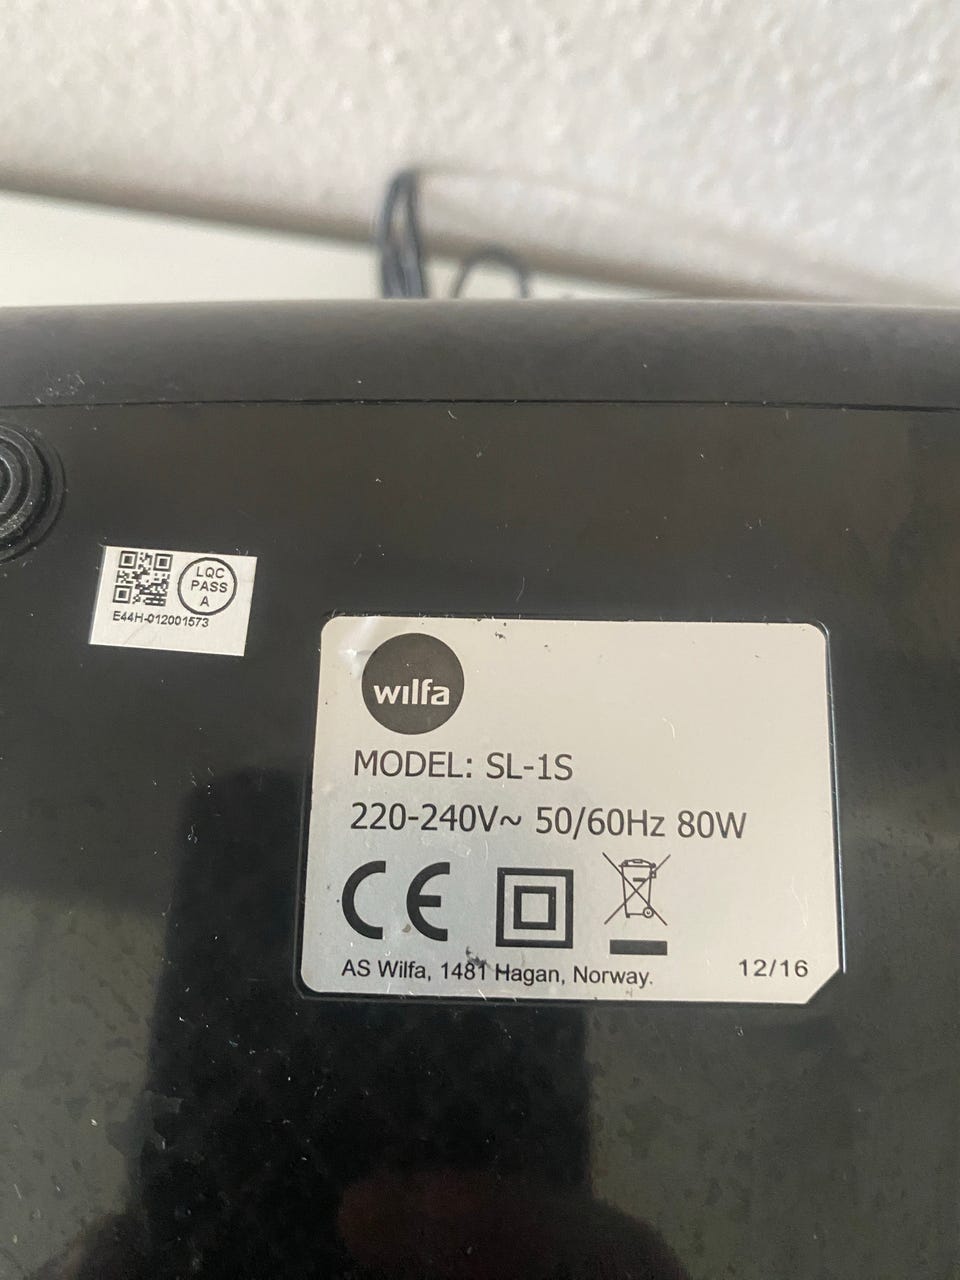 LQC
PASS
A
E44H-012001573
wilfa
MODEL: SL-1S
220-240V~ 50/60Hz 80W
CE
AS Wilfa, 1481 Hagan, Norway.
12/16